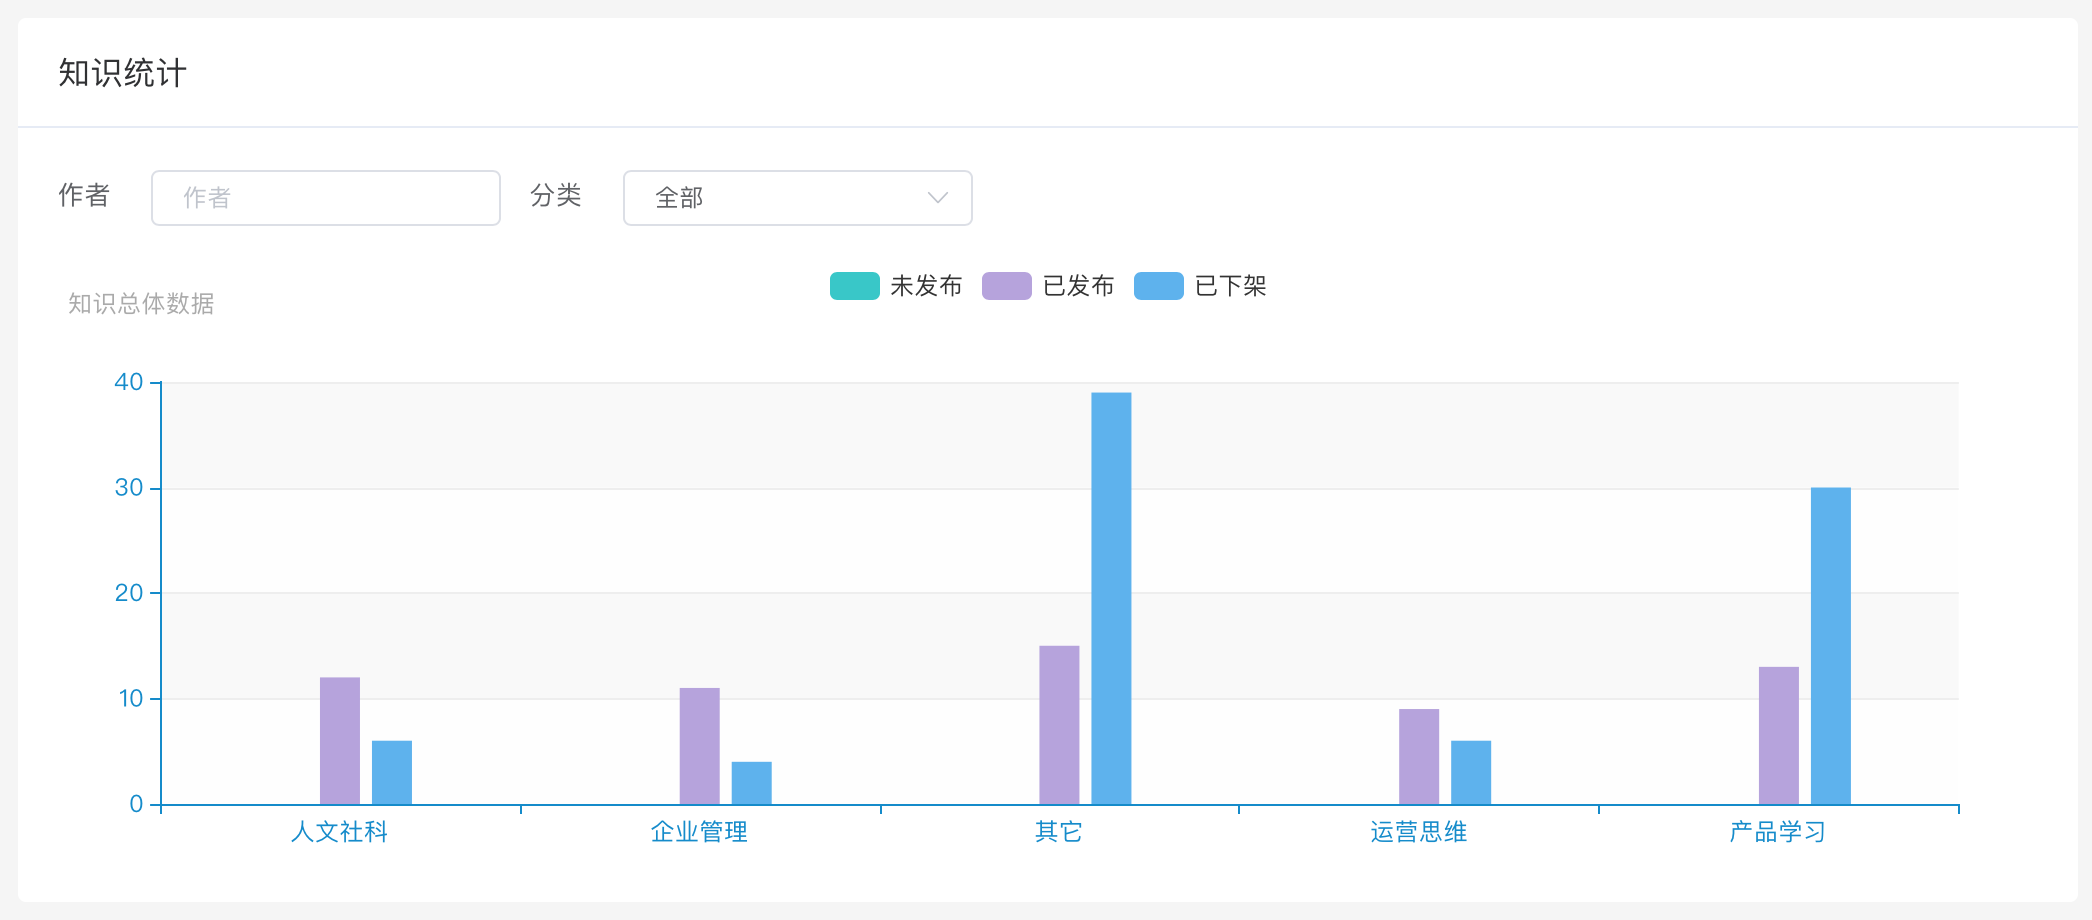 知识统计
作者 作者 分类 全部
未发布 已发布 已下架
知识总体数据
40
30
20
10
0
人文社科 企业管理 其它 运营思维 产品学习